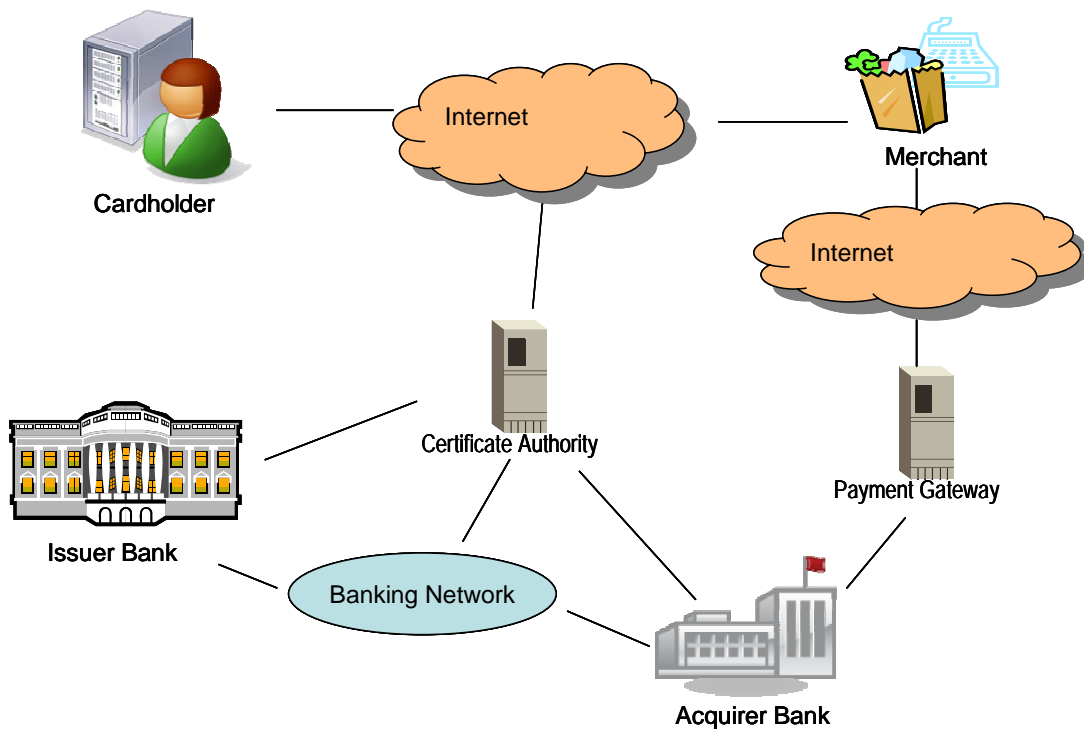 Internet
Merchant
Cardholder
Internet
Certificate Authority
Payment Gateway
Issuer Bank
Banking Network
Acquirer Bank